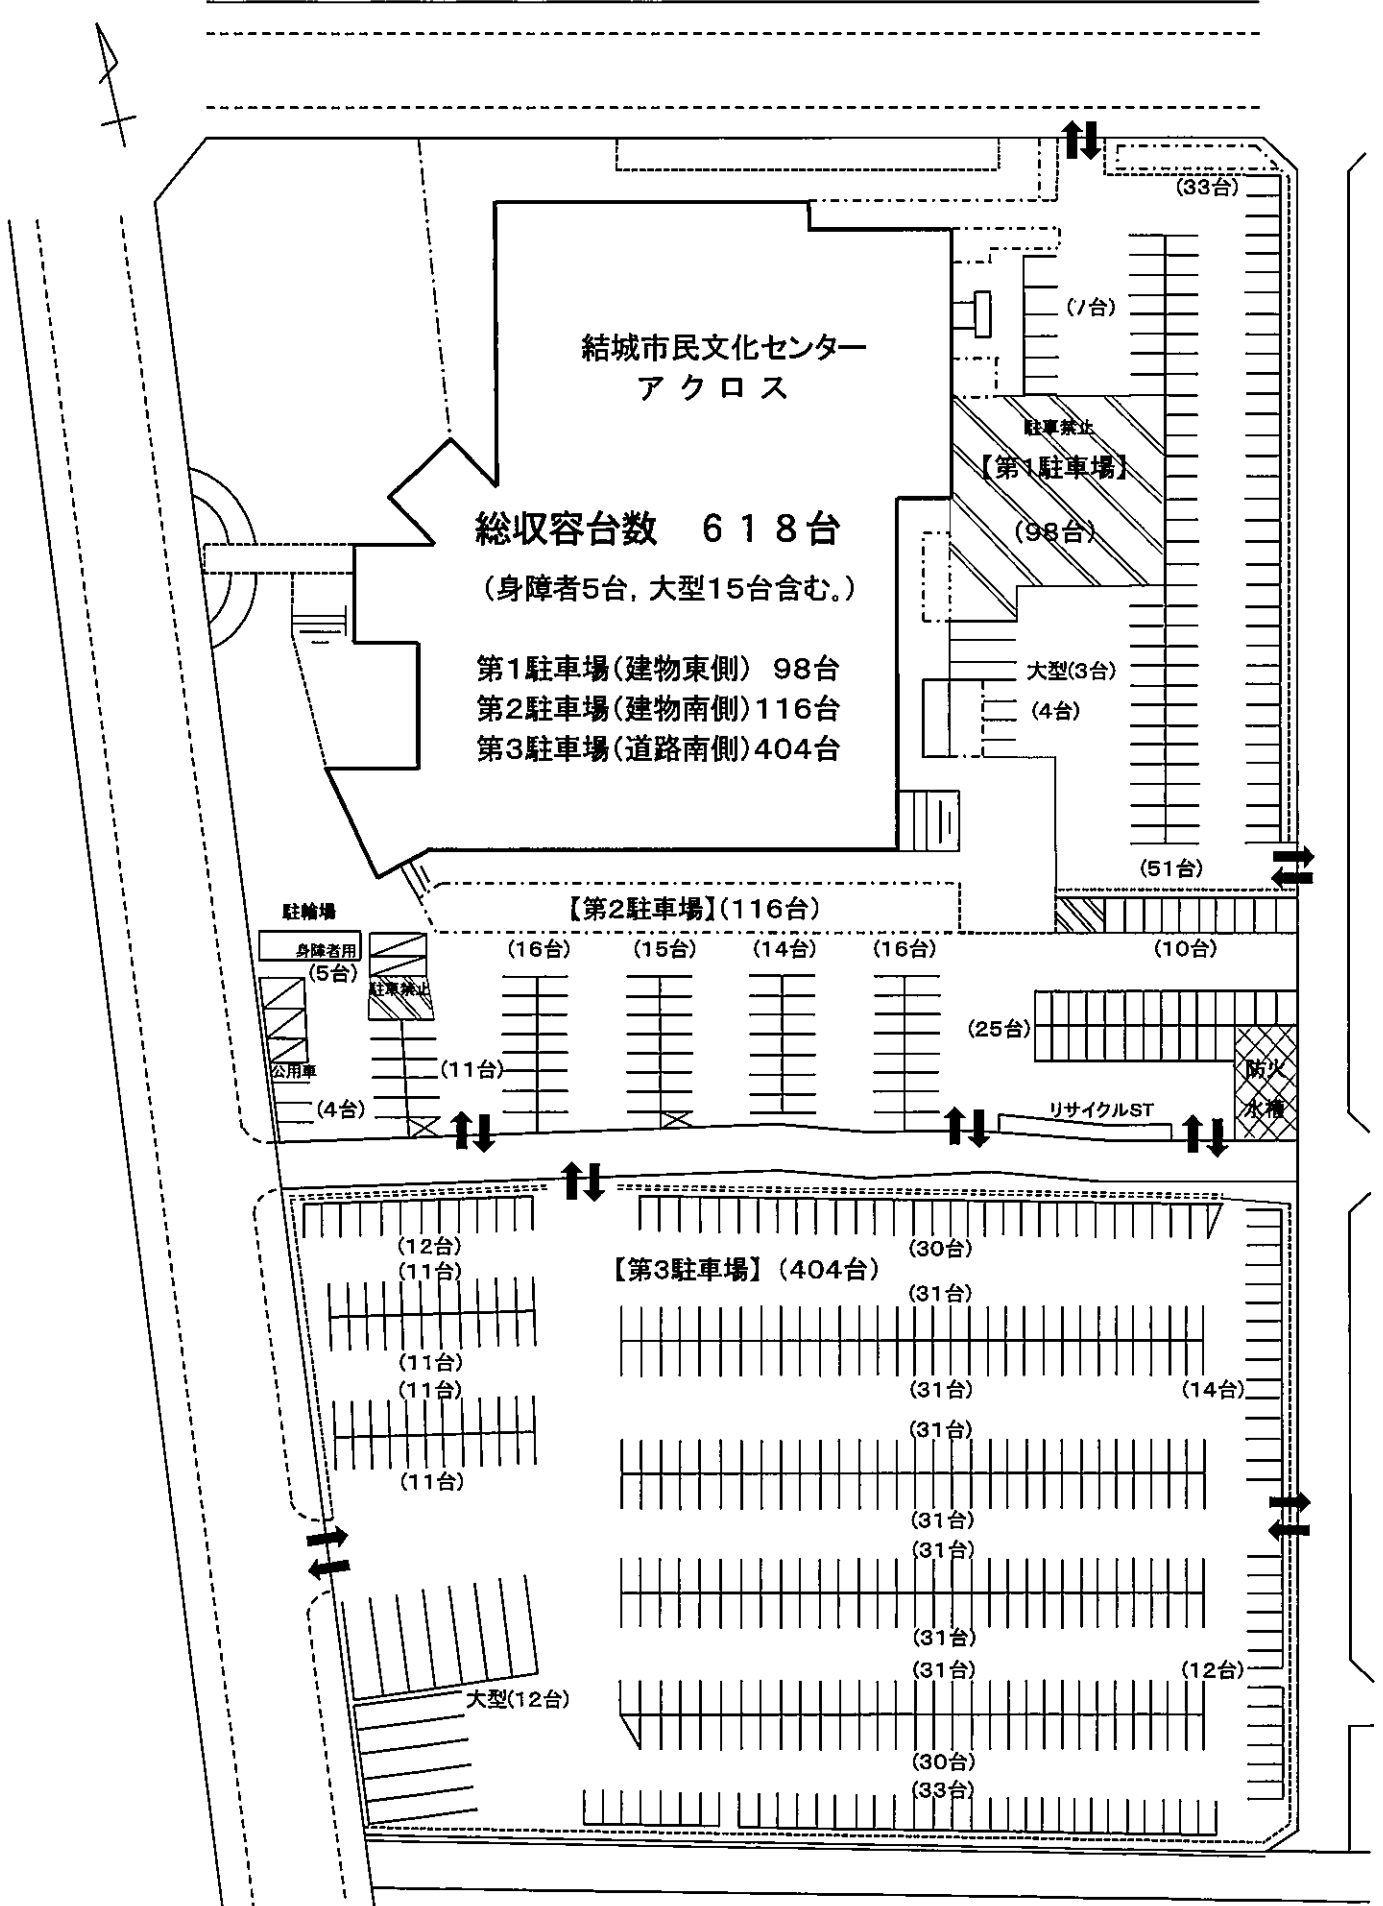 (33台)
(7台)
結城市民文化センター
アクロス
駐車禁止
【第1駐車場】
(98台)
総収容台数 618台
(身障者5台, 大型15台含む。)
第1駐車場(建物東側) 98台
第2駐車場(建物南側)116台
第3駐車場(道路南側)404台
大型(3台)
(4台)
(51台)
【第2駐車場】(116台)
駐輪場
身障者用
(5台)
駐車禁止
(16台)
(15台)
(14台)
(16台)
(10台)
(25台)
(11台)
公用車
(4台)
防火
水槽
リサイクルST
(12台)
(11台)
(11台)
(11台)
(11台)
【第3駐車場】(404台)
(30台)
(31台)
(31台)
(14台)
(31台)
(31台)
(31台)
(31台)
(31台)
(12台)
大型(12台)
(30台)
(33台)